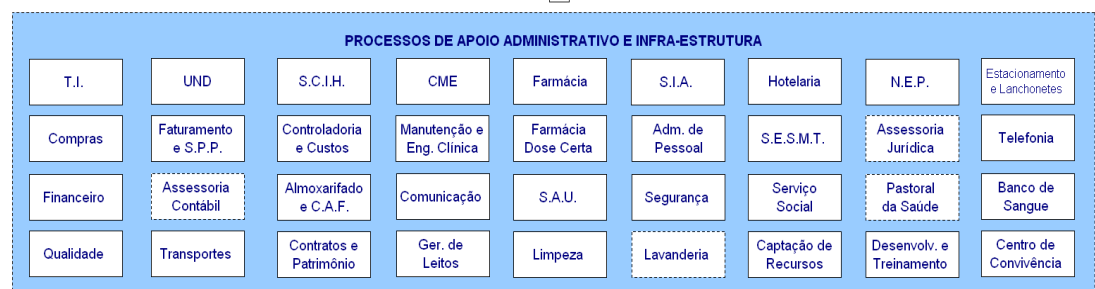 PROCESSOS DE APOIO ADMINISTRATIVO E INFRA-ESTRUTURA
T.I.
UND
S.C.I.H.
CME
Farmácia
S.I.A.
Hotelaria
N.E.P.
Estacionamento
e Lanchonetes
Compras
Faturamento
e S.P.P.
Controladoria
e Custos
Manutenção e
Eng. Clínica
Farmácia
Dose Certa
Adm. de
Pessoal
S.E.S.M.T.
Assessoria
Jurídica
Telefonia
Financeiro
Assessoria
Contábil
Almoxarifado
e C.A.F.
Comunicação
S.A.U.
Segurança
Serviço
Social
Pastoral
da Saúde
Banco de
Sangue
Qualidade
Transportes
Contratos e
Patrimônio
Ger. de
Leitos
Limpeza
Lavanderia
Captação de
Recursos
Desenvolv. e
Treinamento
Centro de
Convivência